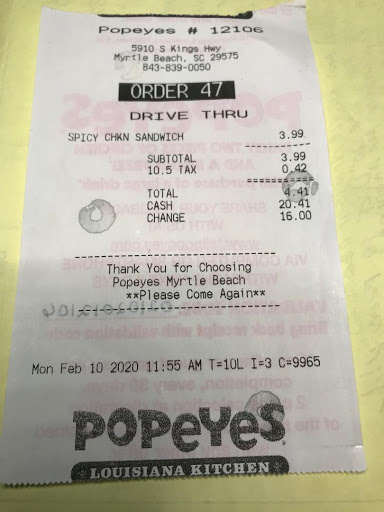 Popeyes # 12106
5910 S Kings Hwy
Myrtle Beach, SC 29575
843-839-0050
ORDER 47
DRIVE THRU
SPICY CHKN SANDWICH 3.99
SUBTOTAL 3.99
10.5 TAX 0.42
TOTAL 4.41
CASH 20.41
CHANGE 16.00
Thank You for Choosing
Popeyes Myrtle Beach
**Please Come Again**
Mon Feb 10 2020 11:55 AM T=10L I=3 C=9965
POPEYES
LOUISIANA KITCHEN